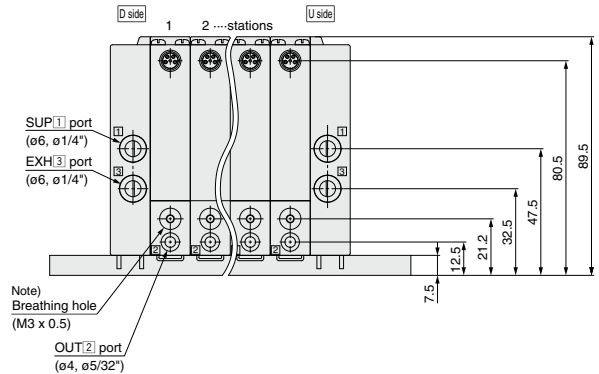 D side
U side
1 2 ····stations
SUP1 port
(ø6, ø1/4")
EXH3 port
(ø6, ø1/4")
1
3
1
3
2
2
2
Note)
Breathing hole
(M3 x 0.5)
OUT2 port
(ø4, ø5/32")
7.5
12.5
21.2
32.5
47.5
80.5
89.5